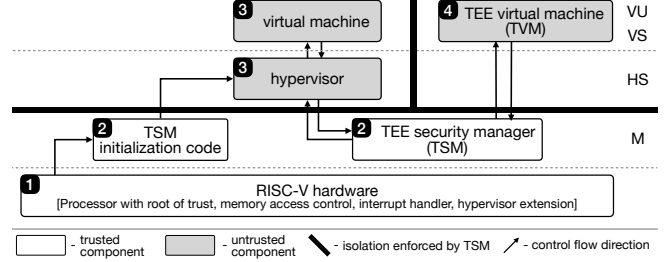 3 virtual machine
4 TEE virtual machine
(TVM)
VU
VS
3 hypervisor
HS
2 TSM
initialization code
2 TEE security manager
(TSM)
M
1 RISC-V hardware
[Processor with root of trust, memory access control, interrupt handler, hypervisor extension]
- trusted
component
- untrusted
component
- isolation enforced by TSM
- control flow direction